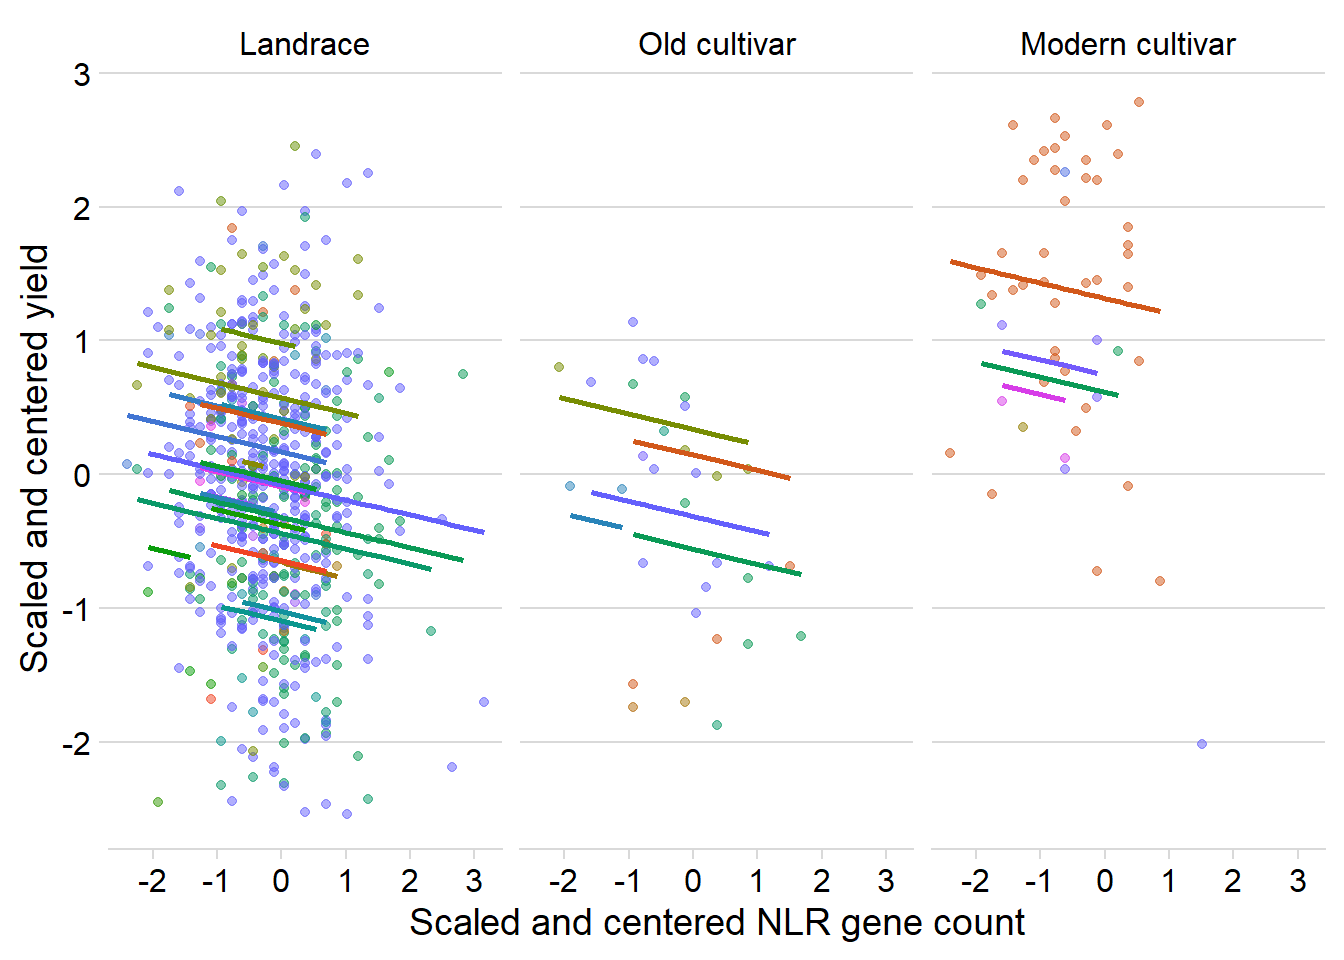 Landrace Old cultivar Modern cultivar
3
2
1
0
-1
-2
Scaled and centered yield
-2 -1 0 1 2 3 -2 -1 0 1 2 3 -2 -1 0 1 2 3
Scaled and centered NLR gene count